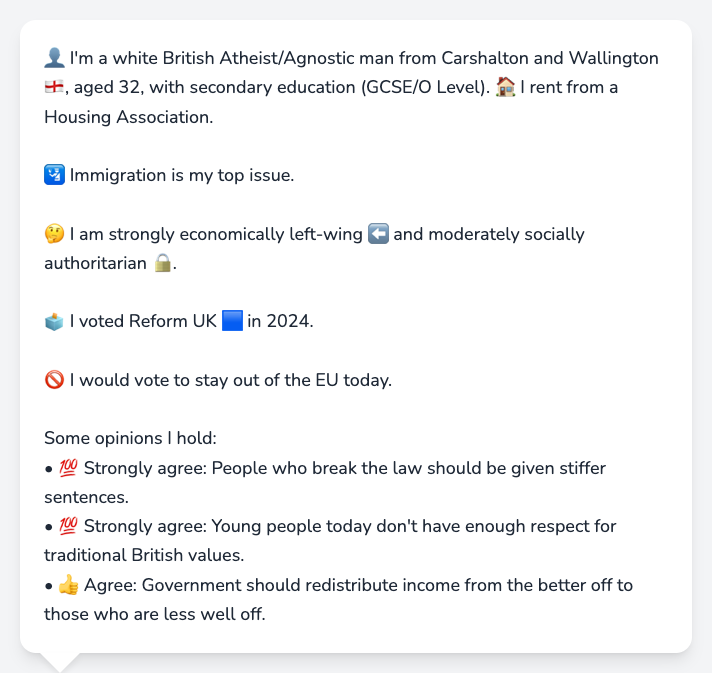 👤 I'm a white British Atheist/Agnostic man from Carshalton and Wallington
🏴󠁧󠁢󠁥󠁮󠁧󠁿, aged 32, with secondary education (GCSE/O Level). 🏠 I rent from a
Housing Association.
🛂 Immigration is my top issue.
🤔 I am strongly economically left-wing ⬅️ and moderately socially
authoritarian 🔒.
🗳️ I voted Reform UK 🟦 in 2024.
🚫 I would vote to stay out of the EU today.
Some opinions I hold:
• 💯 Strongly agree: People who break the law should be given stiffer
sentences.
• 💯 Strongly agree: Young people today don't have enough respect for
traditional British values.
• 👍 Agree: Government should redistribute income from the better off to
those who are less well off.